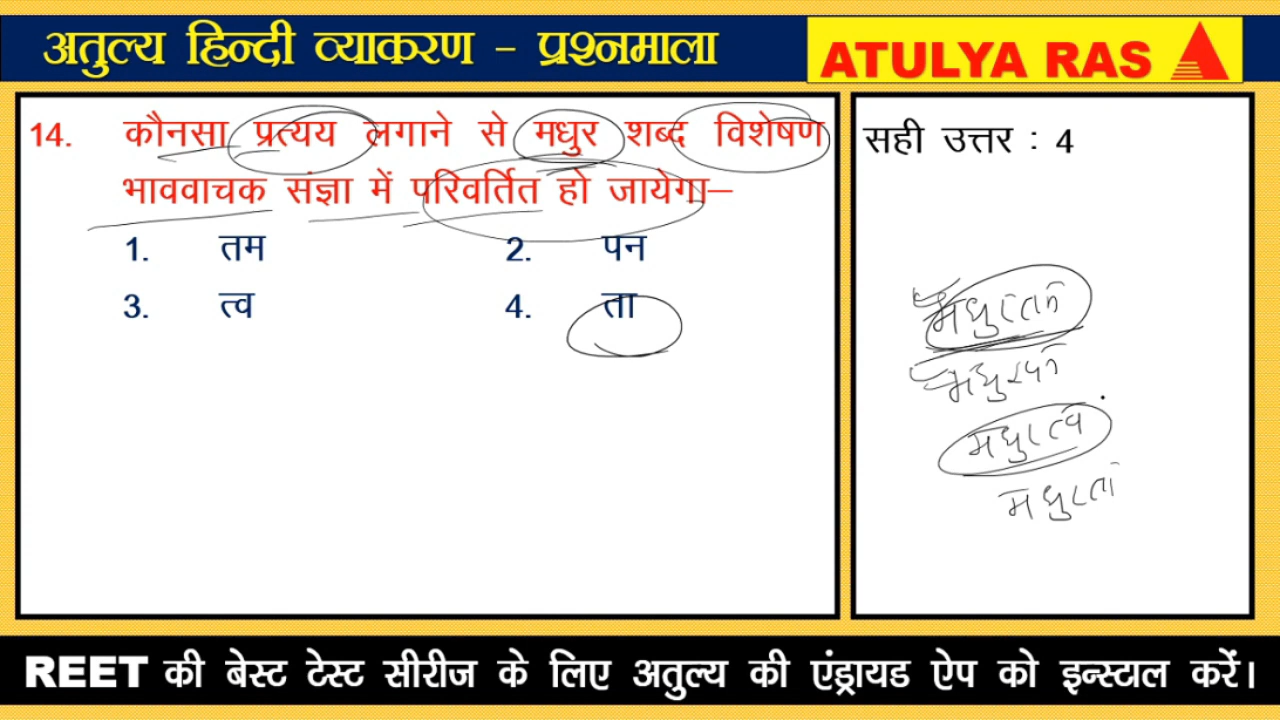 अतुल्य हिन्दी व्याकरण - प्रश्नमाला
ATULYA RAS
14. कौनसा प्रत्यय लगाने से मधुर शब्द विशेषण
भाववाचक संज्ञा में परिवर्तित हो जायेगा—
1. तम 2. पन
3. त्व 4. ता
सही उत्तर : 4
मधुरतम
मधुरपन
मधुरत्व
मधुरता
REET की बेस्ट टेस्ट सीरीज के लिए अतुल्य की एंड्रायड ऐप को इन्स्टाल करें।